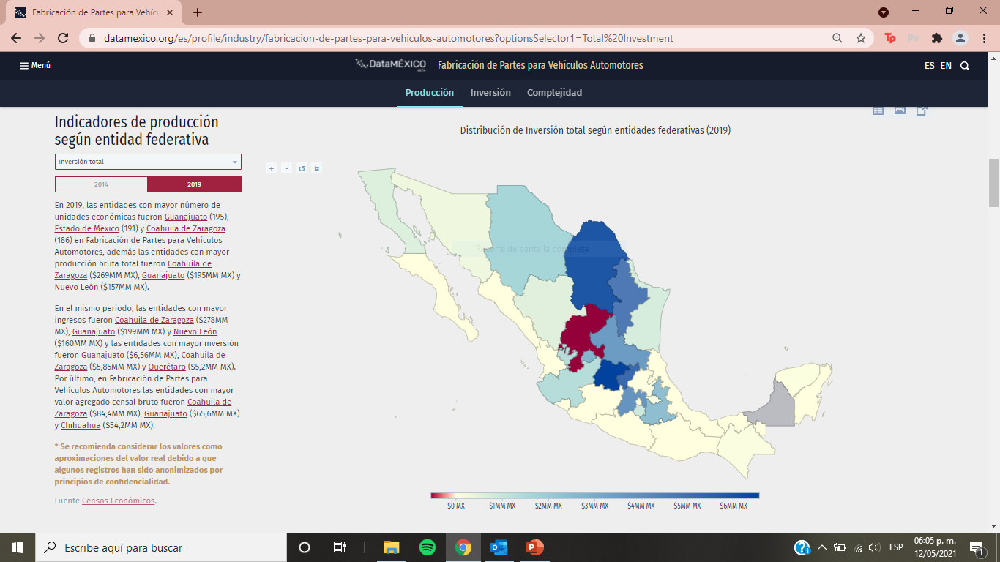 Fabricación de Partes para Vehícu
datamexico.org/es/profile/industry/fabricacion-de-partes-para-vehiculos-automotores?optionsSelector1=Total%20Investment
Menú
DataMÉXICO
BETA
Fabricación de Partes para Vehículos Automotores
ES EN
Producción Inversión Complejidad
Indicadores de producción
según entidad federativa
Inversión total
2014 2019
En 2019, las entidades con mayor número de
unidades económicas fueron Guanajuato (195),
Estado de México (191) y Coahuila de Zaragoza
(186) en Fabricación de Partes para Vehículos
Automotores, además las entidades con mayor
producción bruta total fueron Coahuila de
Zaragoza ($269MM MX), Guanajuato ($195MM MX) y
Nuevo León ($157MM MX).
En el mismo periodo, las entidades con mayor
ingresos fueron Coahuila de Zaragoza ($278MM
MX), Guanajuato ($199MM MX) y Nuevo León
($160MM MX) y las entidades con mayor inversión
fueron Guanajuato ($6,56MM MX), Coahuila de
Zaragoza ($5,85MM MX) y Querétaro ($5,2MM MX).
Por último, en Fabricación de Partes para
Vehículos Automotores las entidades con mayor
valor agregado censal bruto fueron Coahuila de
Zaragoza ($84,4MM MX), Guanajuato ($65,6MM MX)
y Chihuahua ($54,2MM MX).
* Se recomienda considerar los valores como
aproximaciones del valor real debido a que
algunos registros han sido anonimizados por
principios de confidencialidad.
Fuente Censos Económicos.
Distribución de Inversión total según entidades federativas (2019)
Recorte de pantalla completa
$0 MX $1MM MX $2MM MX $3MM MX $4MM MX $5MM MX $6MM MX
Escribe aquí para buscar
ESP
06:05 p. m.
12/05/2021
1